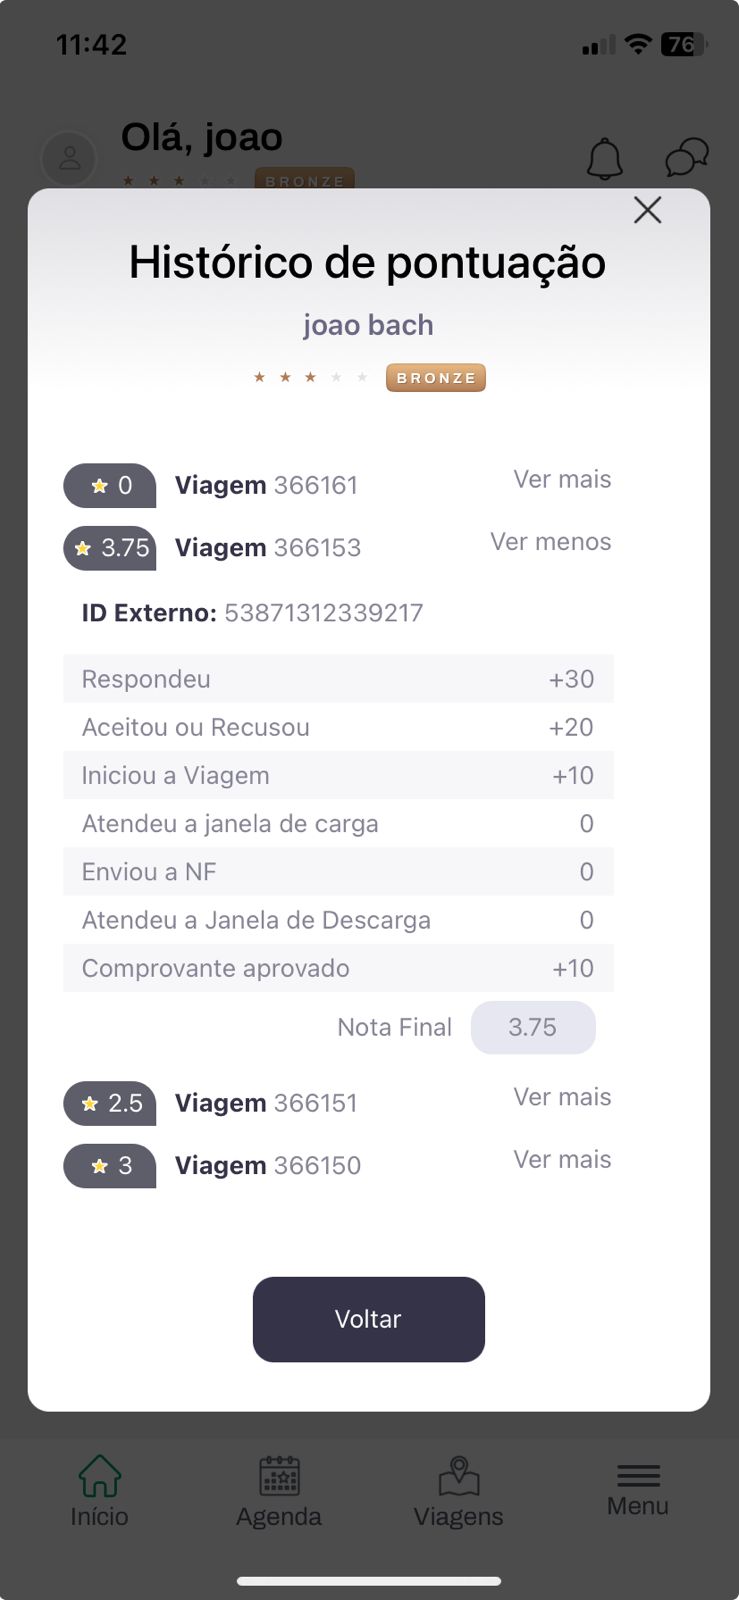 11:42
76
Olá, joao
BRONZE
Histórico de pontuação
joao bach
BRONZE
0 Viagem 366161 Ver mais
3.75 Viagem 366153 Ver menos
ID Externo: 53871312339217
Respondeu +30
Aceitou ou Recusou +20
Iniciou a Viagem +10
Atendeu a janela de carga 0
Enviou a NF 0
Atendeu a Janela de Descarga 0
Comprovante aprovado +10
Nota Final 3.75
2.5 Viagem 366151 Ver mais
3 Viagem 366150 Ver mais
Voltar
Início Agenda Viagens Menu